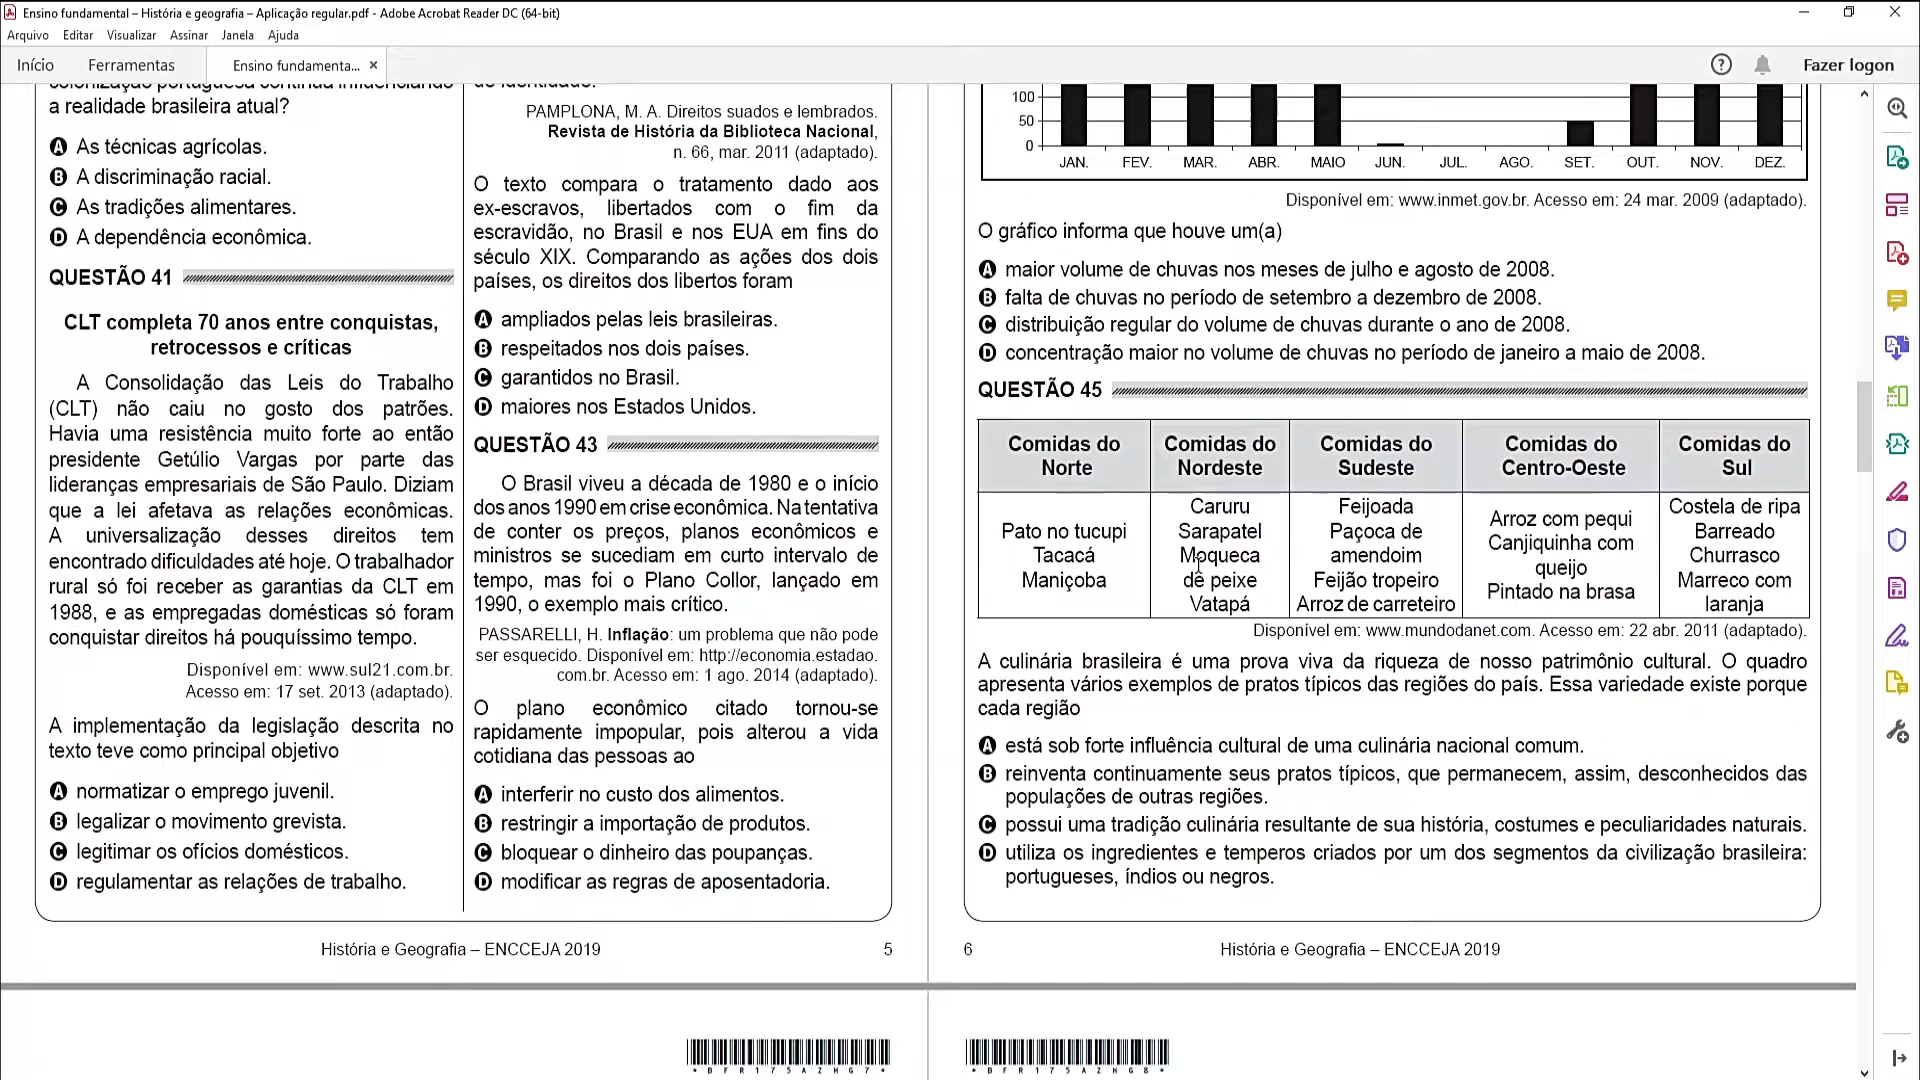 Ensino fundamental – História e geografia – Aplicação regular.pdf - Adobe Acrobat Reader DC (64-bit)
Arquivo Editar Visualizar Assinar Janela Ajuda
Início Ferramentas Ensino fundamenta... × Fazer logon
colonização portuguesa continua influenciando
a realidade brasileira atual?
A As técnicas agrícolas.
B A discriminação racial.
C As tradições alimentares.
D A dependência econômica.
QUESTÃO 41
CLT completa 70 anos entre conquistas,
retrocessos e críticas
A Consolidação das Leis do Trabalho
(CLT) não caiu no gosto dos patrões.
Havia uma resistência muito forte ao então
presidente Getúlio Vargas por parte das
lideranças empresariais de São Paulo. Diziam
que a lei afetava as relações econômicas.
A universalização desses direitos tem
encontrado dificuldades até hoje. O trabalhador
rural só foi receber as garantias da CLT em
1988, e as empregadas domésticas só foram
conquistar direitos há pouquíssimo tempo.
Disponível em: www.sul21.com.br.
Acesso em: 17 set. 2013 (adaptado).
A implementação da legislação descrita no
texto teve como principal objetivo
A normatizar o emprego juvenil.
B legalizar o movimento grevista.
C legitimar os ofícios domésticos.
D regulamentar as relações de trabalho.
de identidade.
PAMPLONA, M. A. Direitos suados e lembrados.
Revista de História da Biblioteca Nacional,
n. 66, mar. 2011 (adaptado).
O texto compara o tratamento dado aos
ex-escravos, libertados com o fim da
escravidão, no Brasil e nos EUA em fins do
século XIX. Comparando as ações dos dois
países, os direitos dos libertos foram
A ampliados pelas leis brasileiras.
B respeitados nos dois países.
C garantidos no Brasil.
D maiores nos Estados Unidos.
QUESTÃO 43
O Brasil viveu a década de 1980 e o início
dos anos 1990 em crise econômica. Na tentativa
de conter os preços, planos econômicos e
ministros se sucediam em curto intervalo de
tempo, mas foi o Plano Collor, lançado em
1990, o exemplo mais crítico.
PASSARELLI, H. Inflação: um problema que não pode
ser esquecido. Disponível em: http://economia.estadao.
com.br. Acesso em: 1 ago. 2014 (adaptado).
O plano econômico citado tornou-se
rapidamente impopular, pois alterou a vida
cotidiana das pessoas ao
A interferir no custo dos alimentos.
B restringir a importação de produtos.
C bloquear o dinheiro das poupanças.
D modificar as regras de aposentadoria.
História e Geografia – ENCCEJA 2019 5
100
50
0
JAN. FEV. MAR. ABR. MAIO JUN. JUL. AGO. SET. OUT. NOV. DEZ.
Disponível em: www.inmet.gov.br. Acesso em: 24 mar. 2009 (adaptado).
O gráfico informa que houve um(a)
A maior volume de chuvas nos meses de julho e agosto de 2008.
B falta de chuvas no período de setembro a dezembro de 2008.
C distribuição regular do volume de chuvas durante o ano de 2008.
D concentração maior no volume de chuvas no período de janeiro a maio de 2008.
QUESTÃO 45
Comidas do
Norte
Comidas do
Nordeste
Comidas do
Sudeste
Comidas do
Centro-Oeste
Comidas do
Sul
Pato no tucupi
Tacacá
Maniçoba
Caruru
Sarapatel
Moqueca
de peixe
Vatapá
Feijoada
Paçoca de
amendoim
Feijão tropeiro
Arroz de carreteiro
Arroz com pequi
Canjiquinha com
queijo
Pintado na brasa
Costela de ripa
Barreado
Churrasco
Marreco com
laranja
Disponível em: www.mundodanet.com. Acesso em: 22 abr. 2011 (adaptado).
A culinária brasileira é uma prova viva da riqueza de nosso patrimônio cultural. O quadro
apresenta vários exemplos de pratos típicos das regiões do país. Essa variedade existe porque
cada região
A está sob forte influência cultural de uma culinária nacional comum.
B reinventa continuamente seus pratos típicos, que permanecem, assim, desconhecidos das
populações de outras regiões.
C possui uma tradição culinária resultante de sua história, costumes e peculiaridades naturais.
D utiliza os ingredientes e temperos criados por um dos segmentos da civilização brasileira:
portugueses, índios ou negros.
6 História e Geografia – ENCCEJA 2019
*BFR175AZHG7*
*BFR175AZHG8*